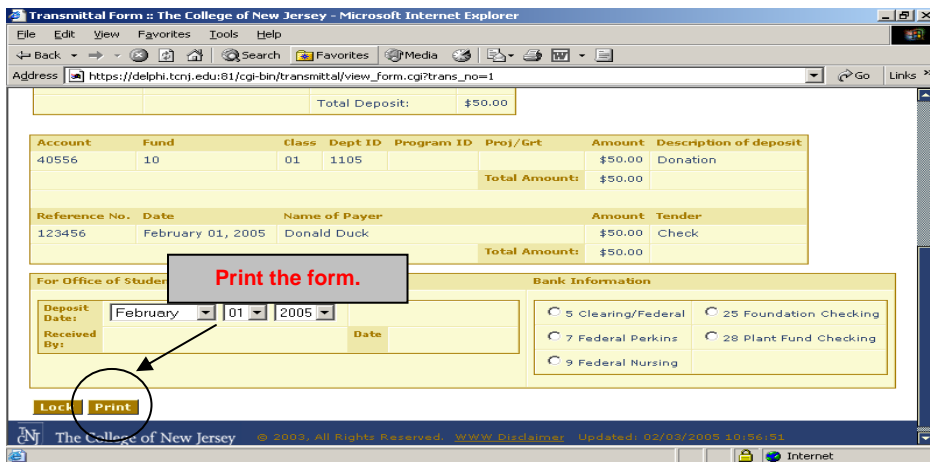 Transmittal Form :: The College of New Jersey - Microsoft Internet Explorer
File Edit View Favorites Tools Help
Back Search Favorites Media
Address https://delphi.tcnj.edu:81/cgi-bin/transmittal/view_form.cgi?trans_no=1 Go Links »
Total Deposit: $50.00
Account Fund Class Dept ID Program ID Proj/Grt Amount Description of deposit
40556 10 01 1105 $50.00 Donation
Total Amount: $50.00
Reference No. Date Name of Payer Amount Tender
123456 February 01, 2005 Donald Duck $50.00 Check
Total Amount: $50.00
For Office of Stude
Print the form.
Bank Information
Deposit Date: February 01 2005
Received By: Date
5 Clearing/Federal 25 Foundation Checking
7 Federal Perkins 28 Plant Fund Checking
9 Federal Nursing
Lock Print
TCNJ The College of New Jersey © 2003, All Rights Reserved. WWW Disclaimer Updated: 02/03/2005 10:56:51
Internet